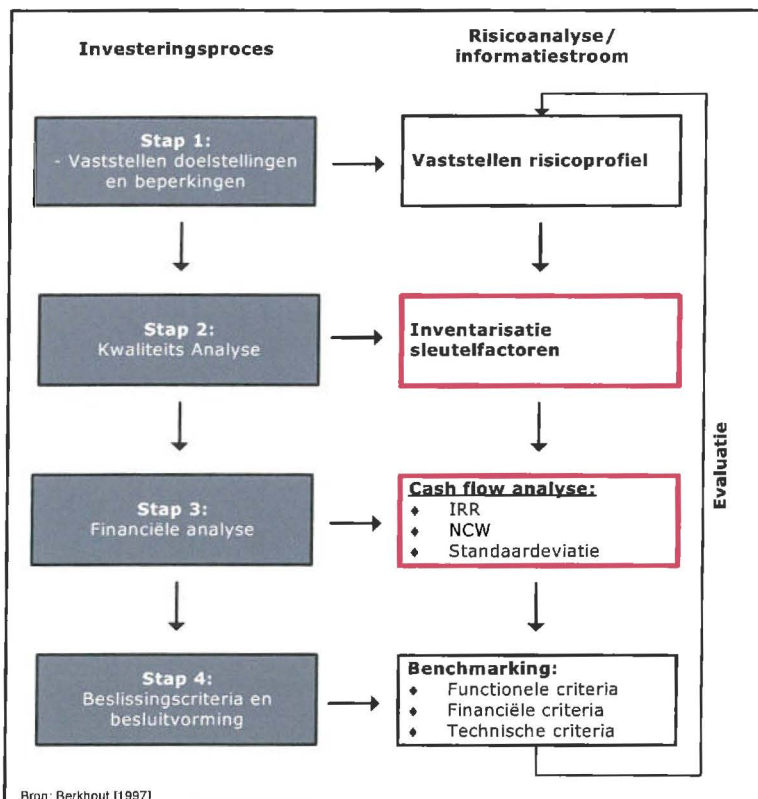 Investeringsproces
Risicoanalyse/
informatiestroom
Stap 1:
- Vaststellen doelstellingen
en beperkingen
Vaststellen risicoprofiel
Stap 2:
Kwaliteits Analyse
Inventarisatie
sleutelfactoren
Stap 3:
Financiële analyse
Cash flow analyse:
♦ IRR
♦ NCW
♦ Standaardeviatie
Stap 4:
Beslissingscriteria en
besluitvorming
Benchmarking:
♦ Functionele criteria
♦ Financiële criteria
♦ Technische criteria
Evaluatie
Bron: Berkhout [1997]